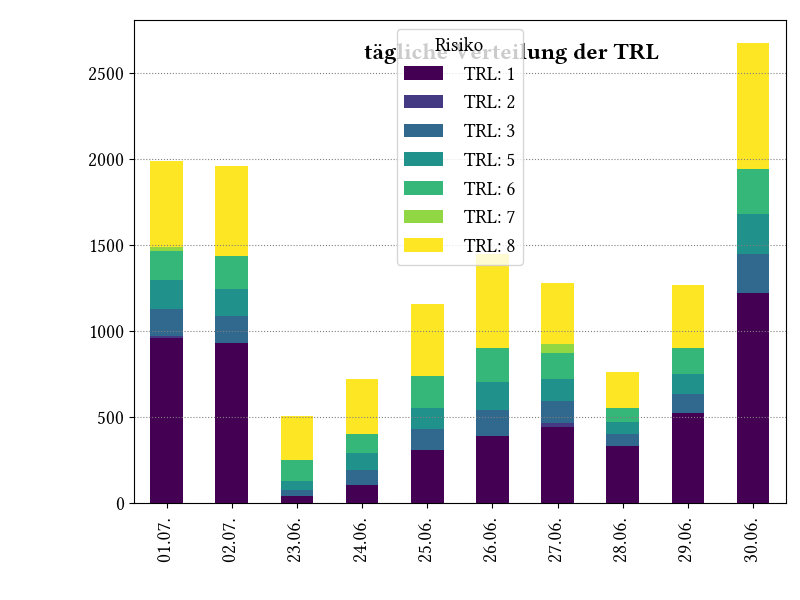 tägliche Verteilung der TRL
Risiko
TRL: 1
TRL: 2
TRL: 3
TRL: 5
TRL: 6
TRL: 7
TRL: 8
2500
2000
1500
1000
500
0
01.07.
02.07.
23.06.
24.06.
25.06.
26.06.
27.06.
28.06.
29.06.
30.06.